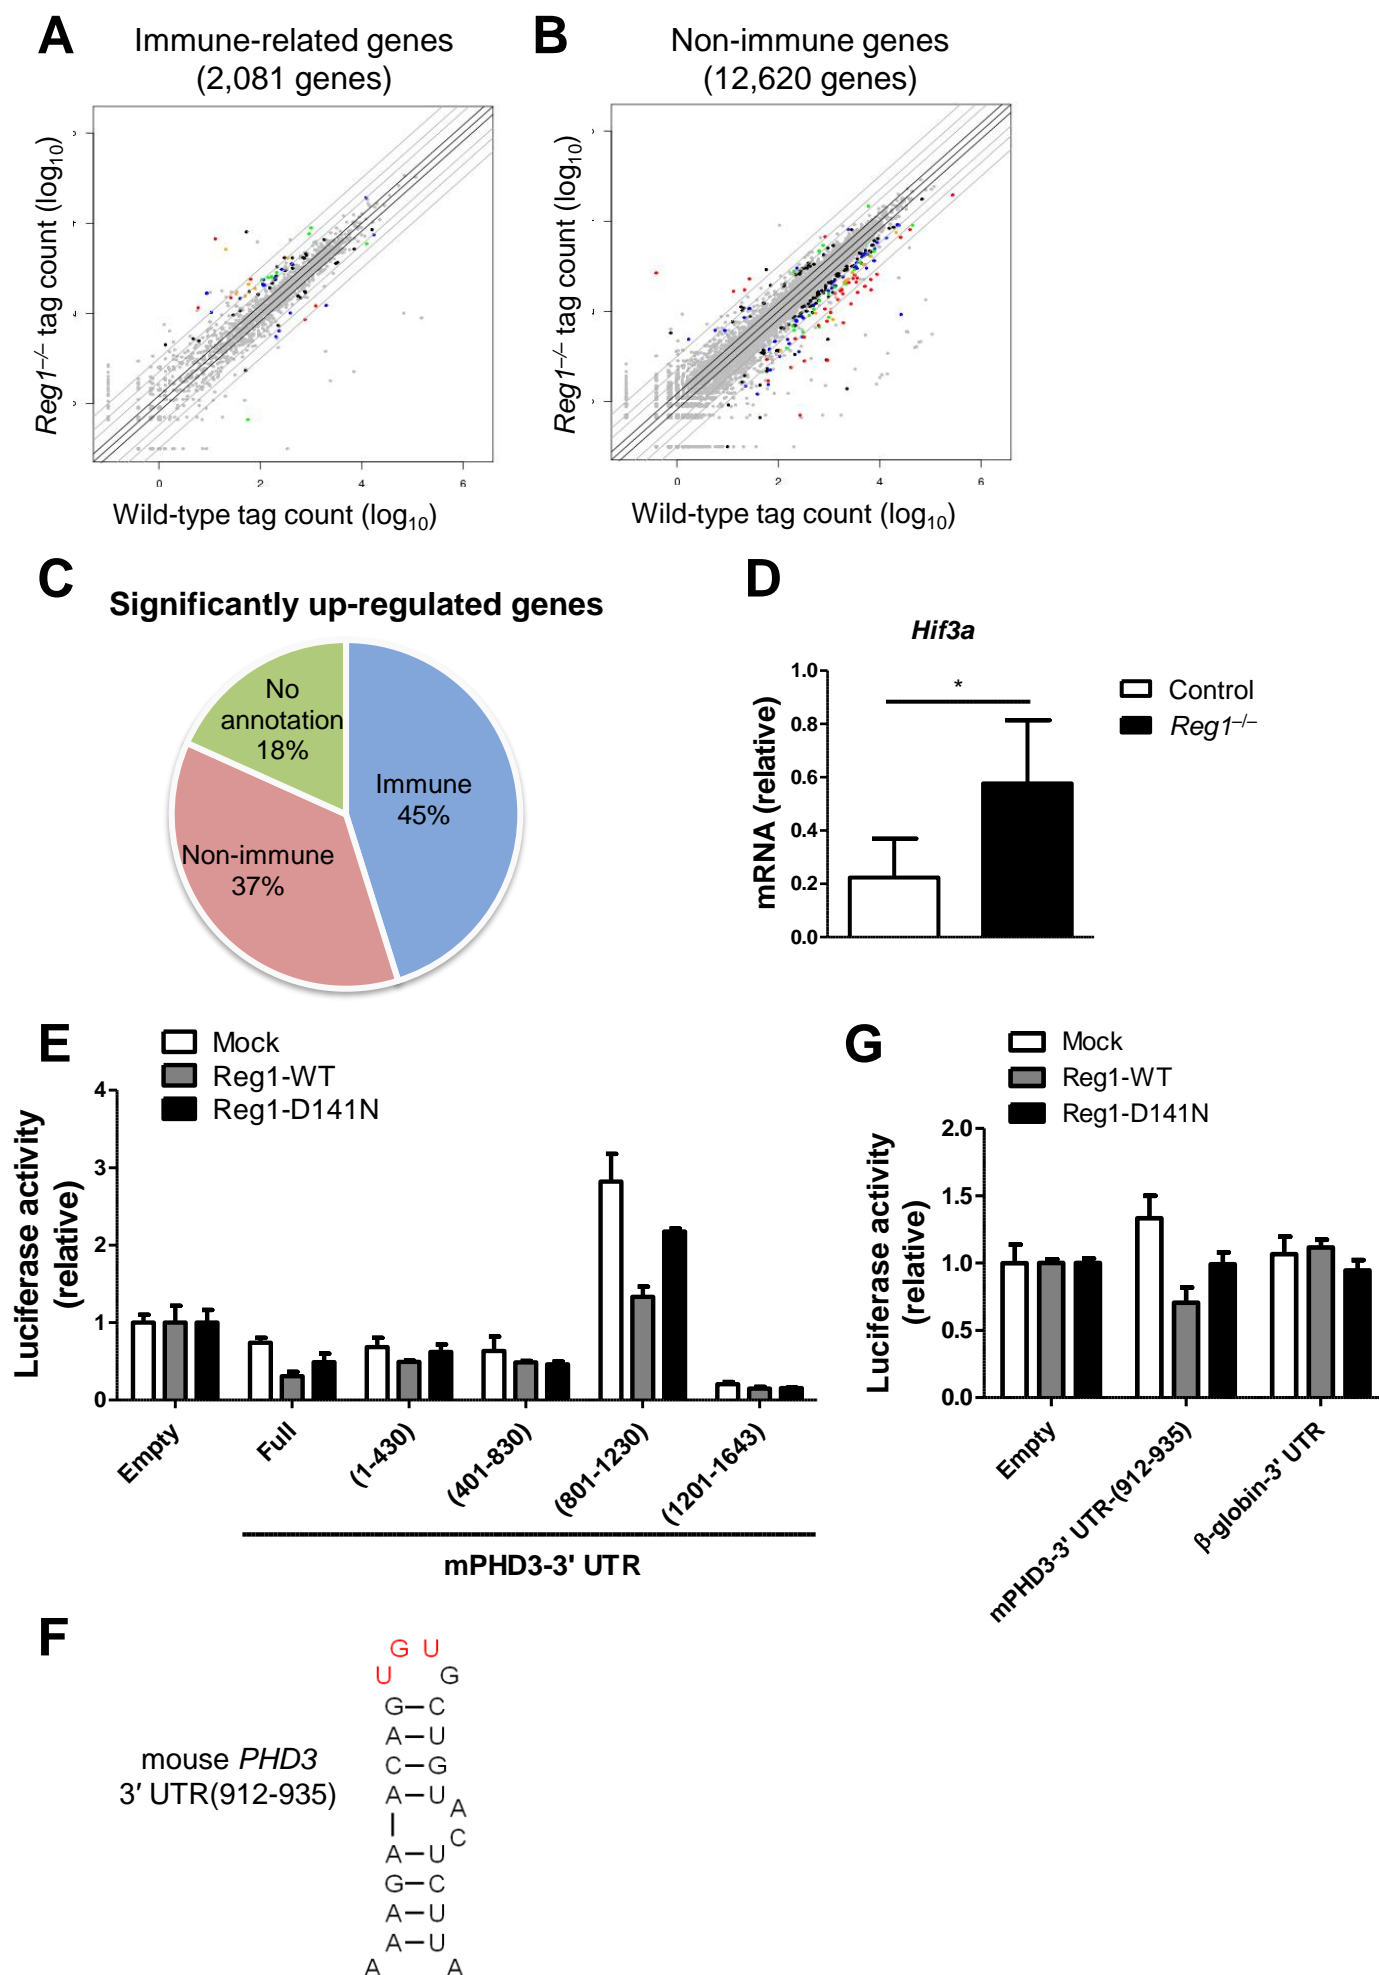 A
Immune-related genes
(2,081 genes)
Reg1–/– tag count (log10)
0
2
4
6
Wild-type tag count (log10)
B
Non-immune genes
(12,620 genes)
Reg1–/– tag count (log10)
0
2
4
6
Wild-type tag count (log10)
C
Significantly up-regulated genes
No
annotation
18%
Immune
45%
Non-immune
37%
D
Hif3a
mRNA (relative)
1.0
0.8
0.6
0.4
0.2
0.0
*
Control
Reg1–/–
E
Mock
Reg1-WT
Reg1-D141N
Luciferase activity
(relative)
4
3
2
1
0
Empty
Full
(1-430)
(401-830)
(801-1230)
(1201-1643)
mPHD3-3' UTR
G
Mock
Reg1-WT
Reg1-D141N
Luciferase activity
(relative)
2.0
1.5
1.0
0.5
0.0
Empty
mPHD3-3' UTR-(912-935)
β-globin-3' UTR
F
mouse PHD3
3′ UTR(912-935)
G U
U G
G–C
A–U
C–G
A–U
A
C
A–U
G–C
A–U
A–U
A A